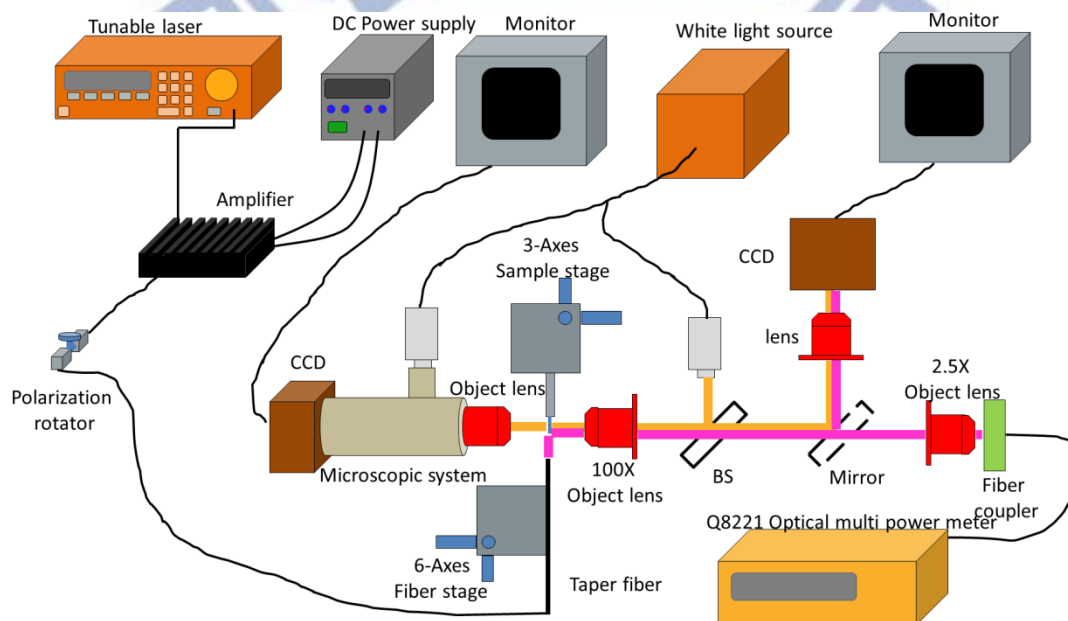 Tunable laser
DC Power supply
Monitor
White light source
Monitor
Amplifier
3-Axes
Sample stage
CCD
lens
Polarization
rotator
CCD
Object lens
2.5X
Object lens
Microscopic system
100X
Object lens
BS
Mirror
Fiber
coupler
Q8221 Optical multi power meter
6-Axes
Fiber stage
Taper fiber